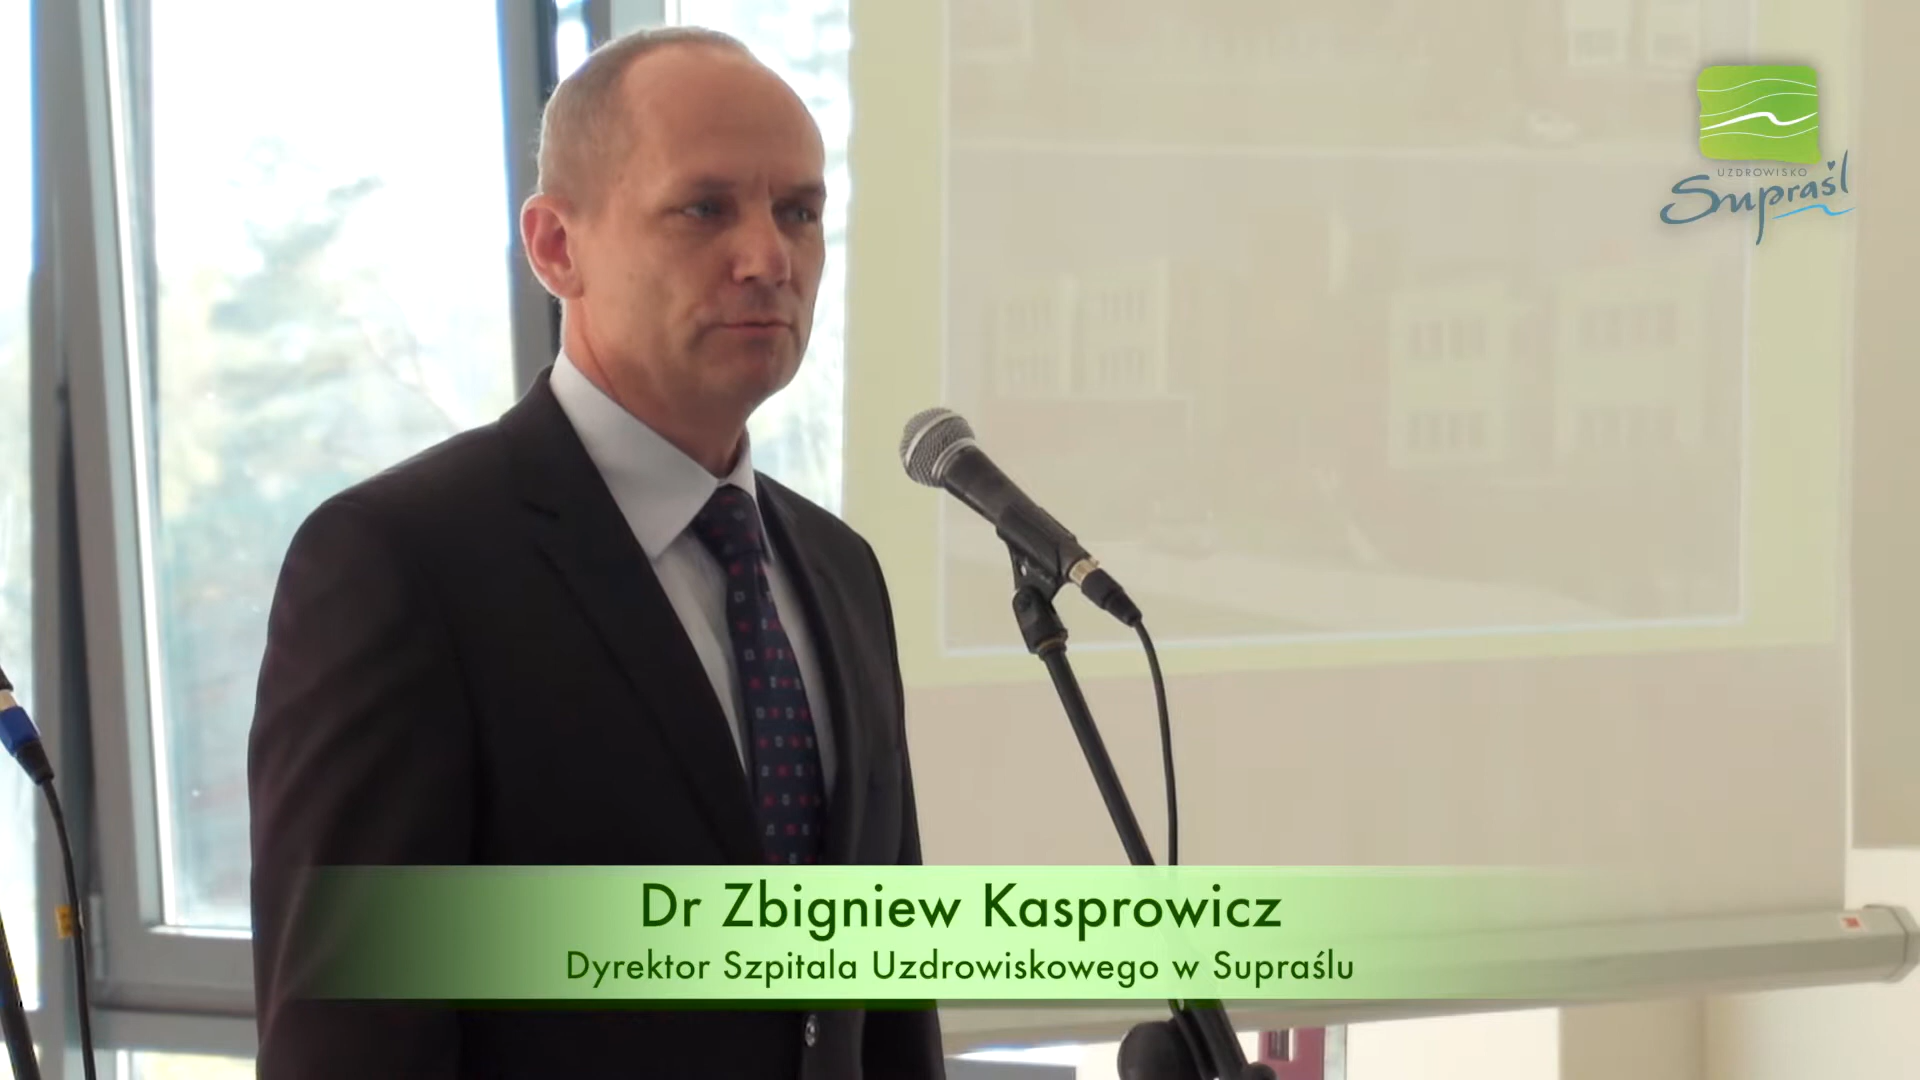 UZDROWISKO
Supraśl
Dr Zbigniew Kasprowicz
Dyrektor Szpitala Uzdrowiskowego w Supraślu